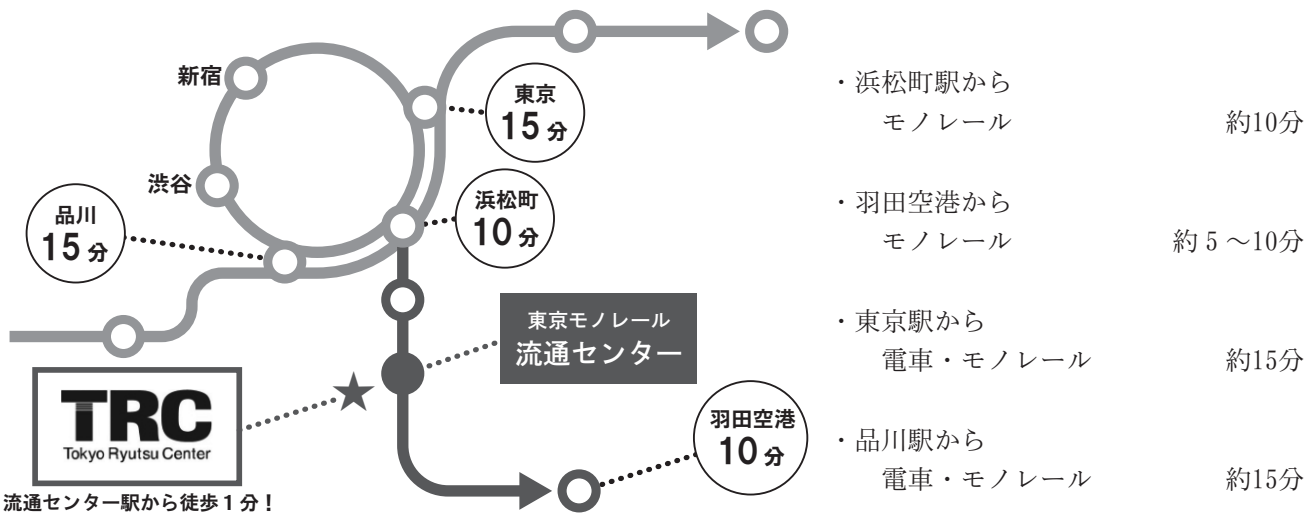 新宿
東京
15分
渋谷
浜松町
10分
品川
15分
東京モノレール
流通センター
TRC
Tokyo Ryutsu Center
流通センター駅から徒歩1分！
羽田空港
10分
・浜松町駅から
モノレール 約10分
・羽田空港から
モノレール 約5～10分
・東京駅から
電車・モノレール 約15分
・品川駅から
電車・モノレール 約15分